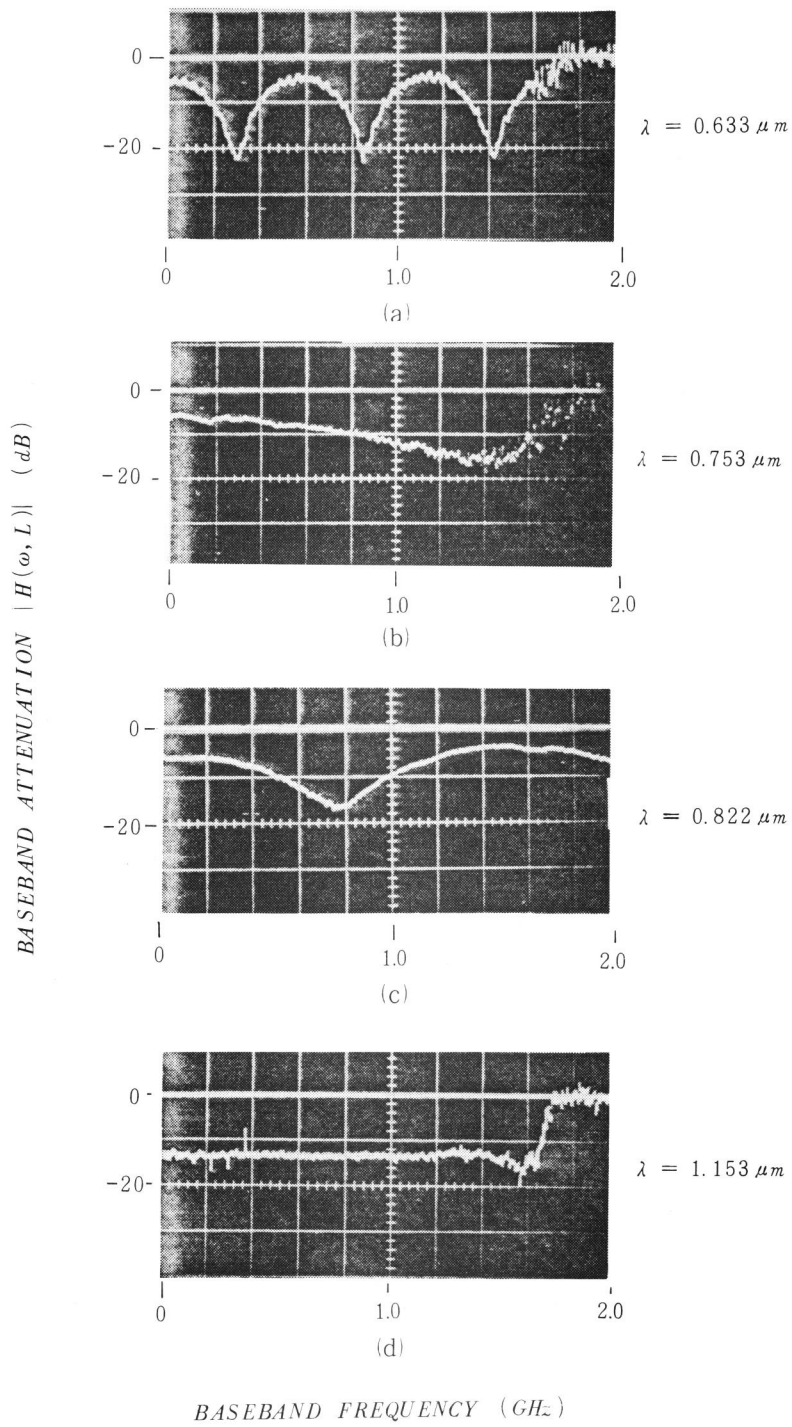 0
-20
λ = 0.633 μm
0 1.0 2.0
(a)
0
-20
λ = 0.753 μm
0 1.0 2.0
(b)
BASEBAND ATTENUATION |H(ω, L)| (dB)
0
-20
λ = 0.822 μm
0 1.0 2.0
(c)
0
-20
λ = 1.153 μm
0 1.0 2.0
(d)
BASEBAND FREQUENCY (GHz)